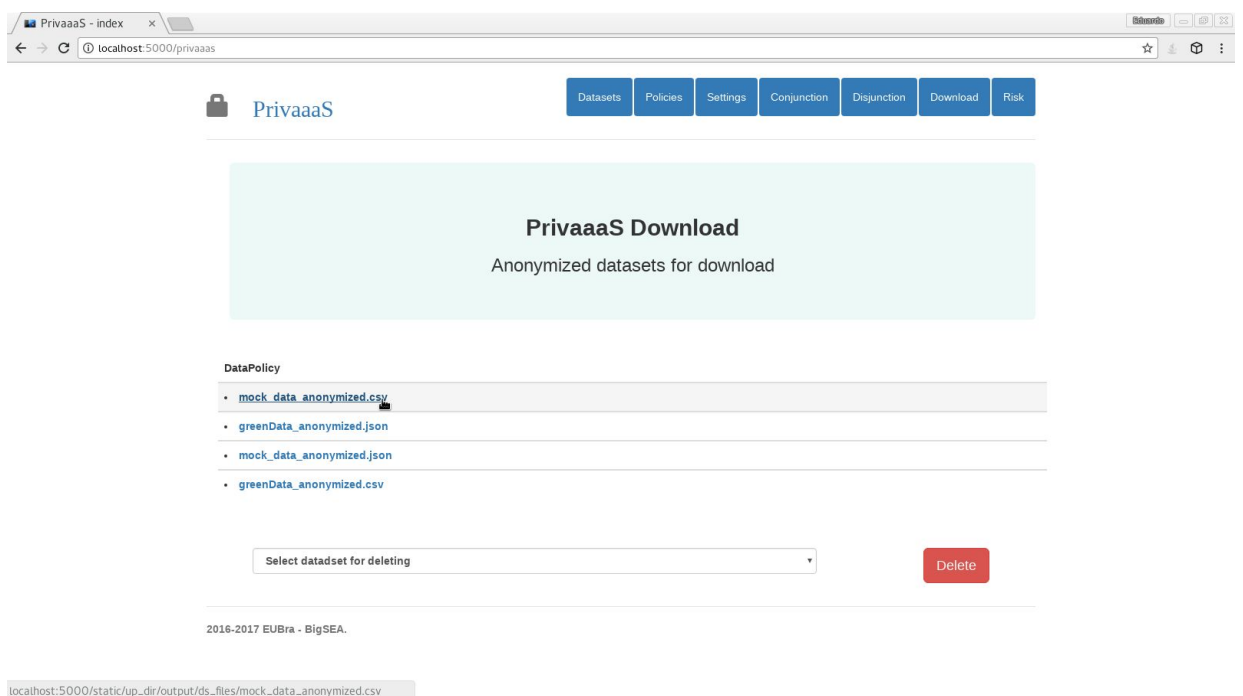 PrivaaaS - index
Eduardo
localhost:5000/privaaas
PrivaaaS
Datasets
Policies
Settings
Conjunction
Disjunction
Download
Risk
PrivaaaS Download
Anonymized datasets for download
DataPolicy
mock_data_anonymized.csv
greenData_anonymized.json
mock_data_anonymized.json
greenData_anonymized.csv
Select datadset for deleting
Delete
2016-2017 EUBra - BigSEA.
localhost:5000/static/up_dir/output/ds_files/mock_data_anonymized.csv